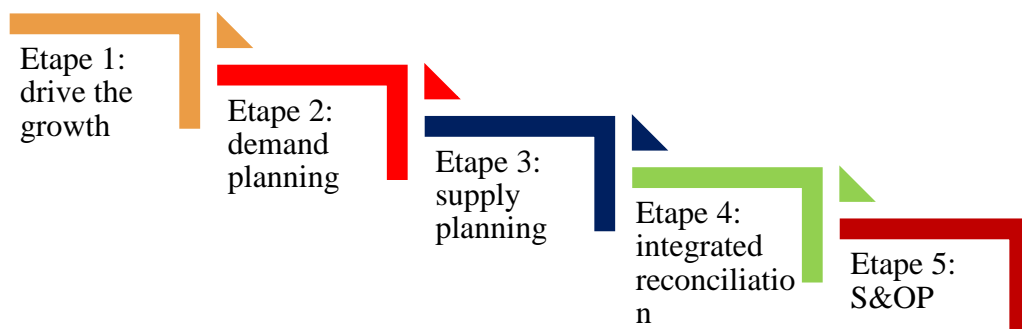 Etape 1:
drive the
growth
Etape 2:
demand
planning
Etape 3:
supply
planning
Etape 4:
integrated
reconciliatio
n
Etape 5:
S&OP